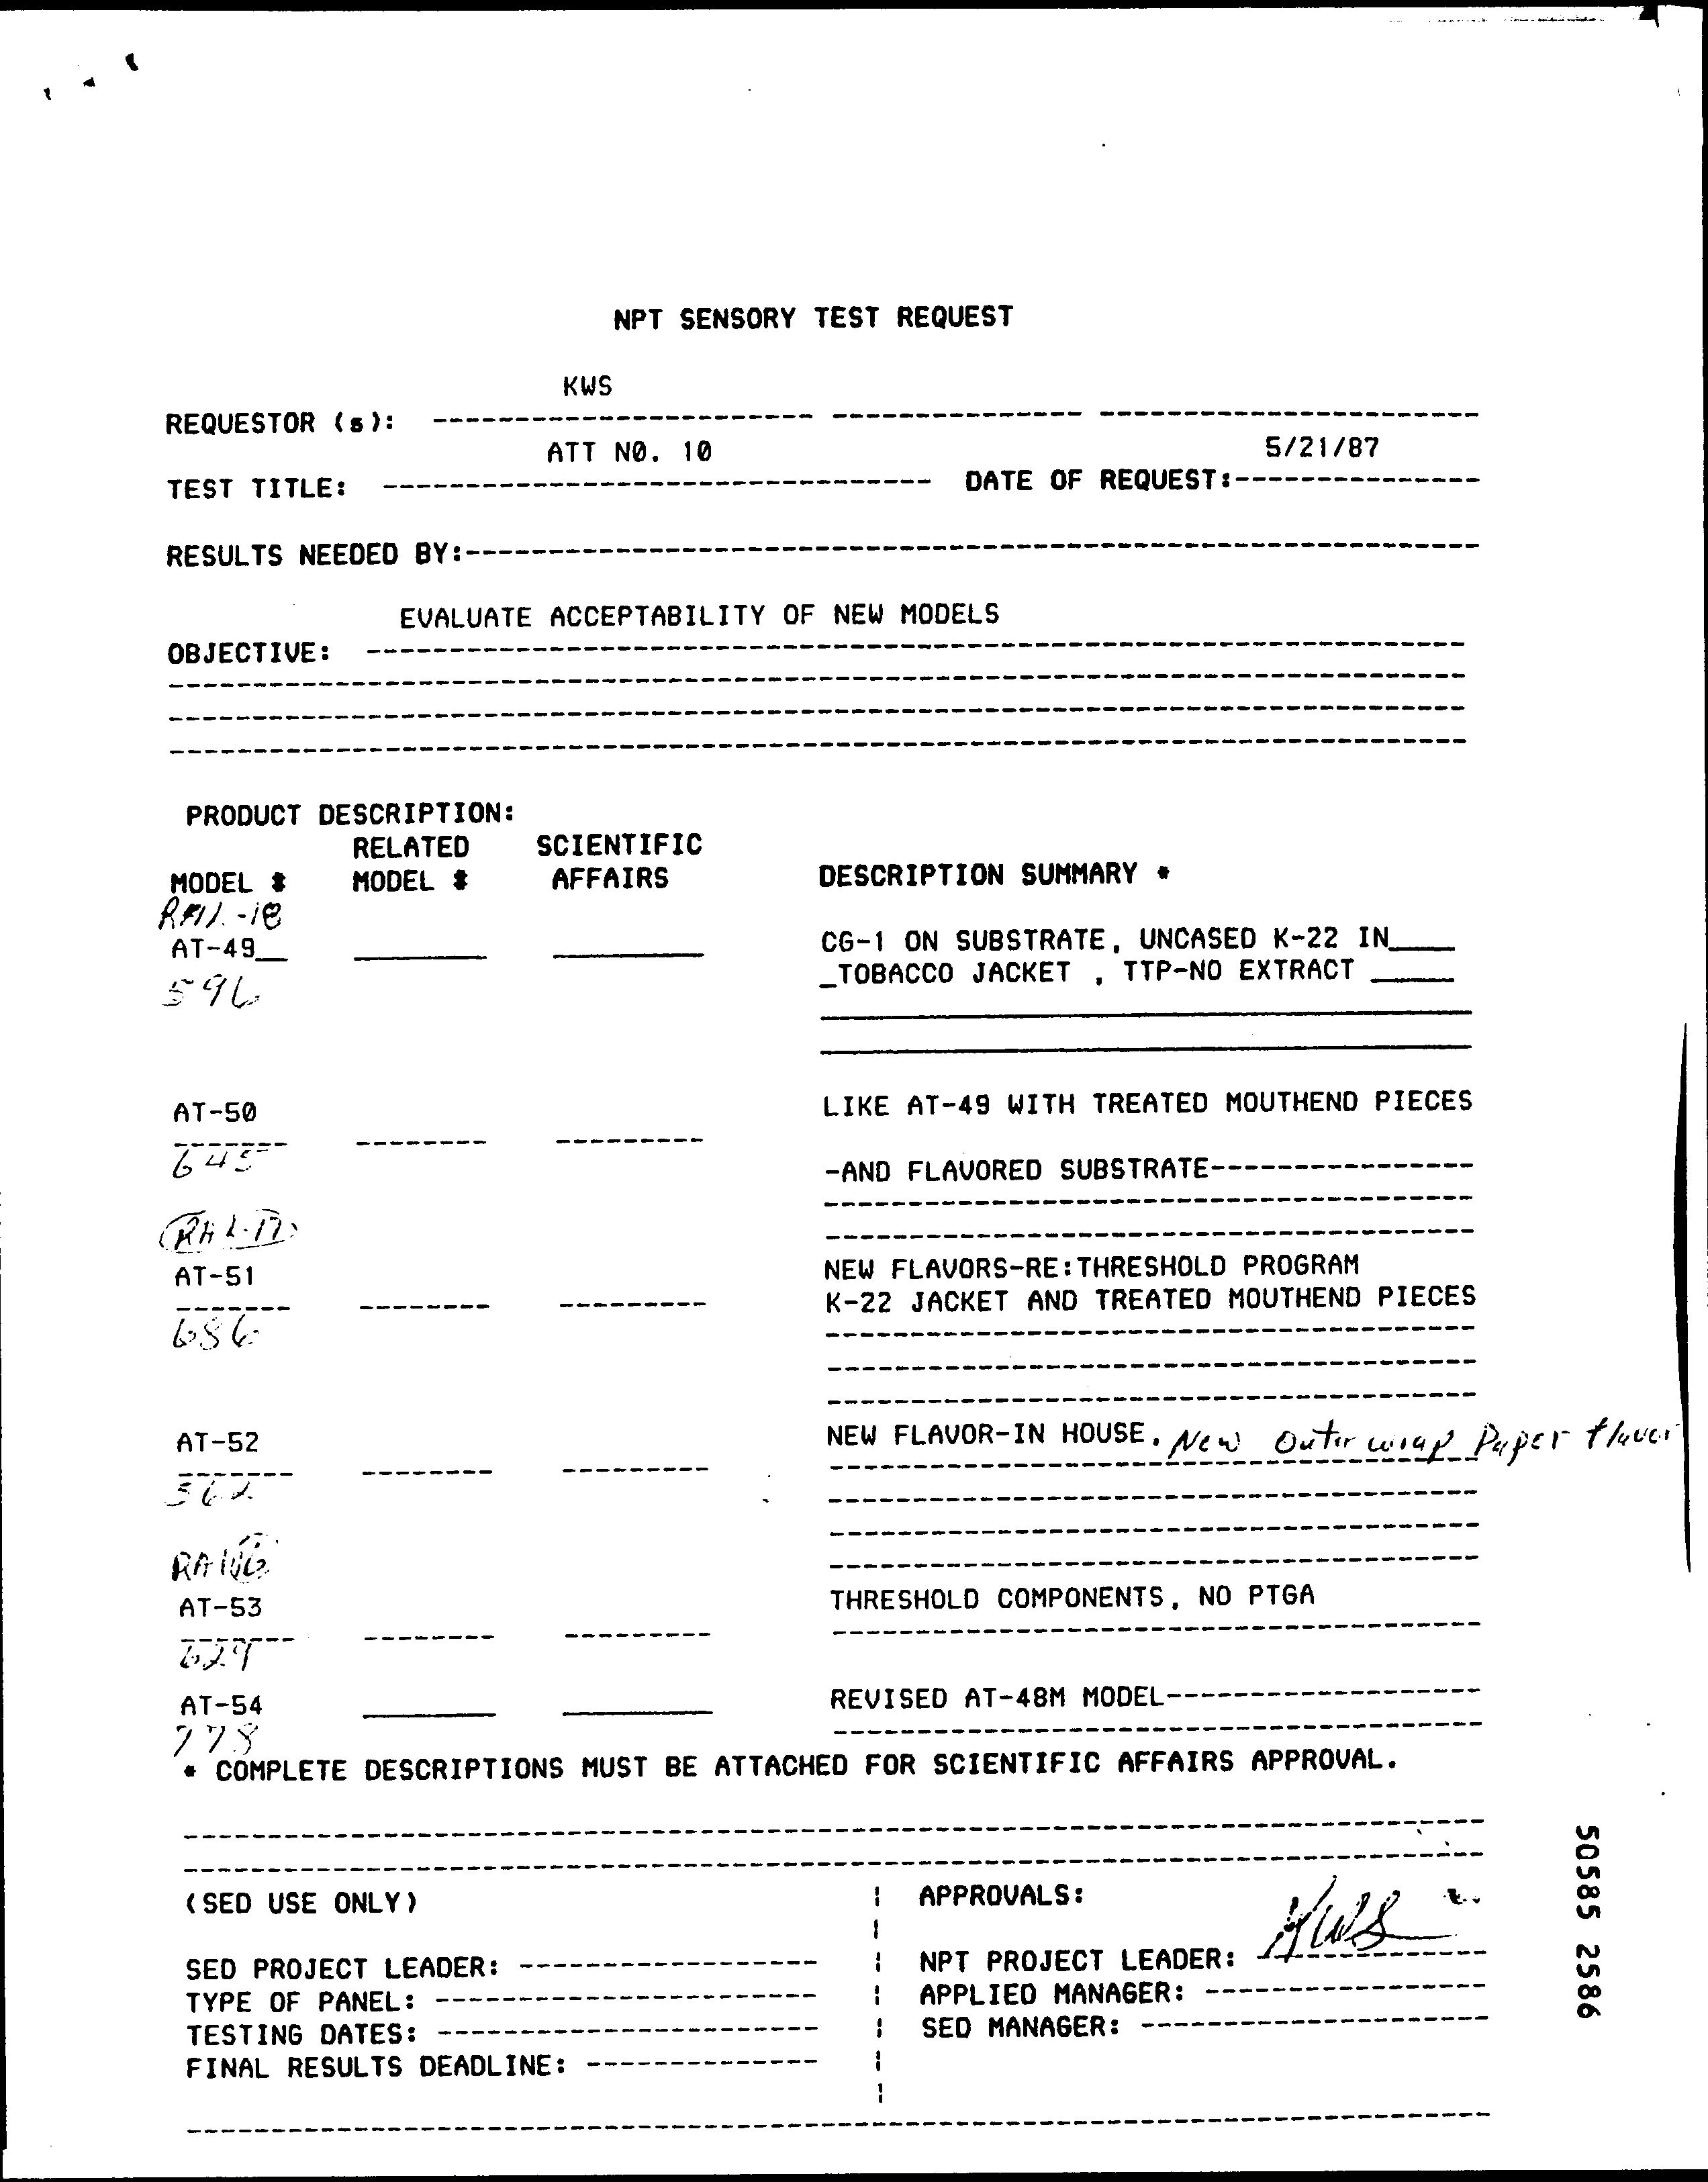 NPT SENSORY TEST REQUEST
KWS
REQUESTOR (s):
ATT NO. 10 5/21/87
TEST TITLE: DATE OF REQUEST:
RESULTS NEEDED BY:
EVALUATE ACCEPTABILITY OF NEW MODELS
OBJECTIVE:
PRODUCT DESCRIPTION:
RELATED SCIENTIFIC
MODEL # MODEL # AFFAIRS DESCRIPTION SUMMARY *
AT-49 CG-1 ON SUBSTRATE, UNCASED K-22 IN
TOBACCO JACKET , TTP-NO EXTRACT
596
AT-50 LIKE AT-49 WITH TREATED MOUTHEND PIECES
645 -AND FLAVORED SUBSTRATE
AT-51 NEW FLAVORS-RE:THRESHOLD PROGRAM
K-22 JACKET AND TREATED MOUTHEND PIECES
686
AT-52 NEW FLAVOR-IN HOUSE. New Outer wrap Paper flavor
562
AT-53 THRESHOLD COMPONENTS, NO PTGA
629
AT-54 REVISED AT-48M MODEL
778
* COMPLETE DESCRIPTIONS MUST BE ATTACHED FOR SCIENTIFIC AFFAIRS APPROVAL.
(SED USE ONLY) APPROVALS:
SED PROJECT LEADER: NPT PROJECT LEADER: KWS
TYPE OF PANEL: APPLIED MANAGER:
TESTING DATES: SED MANAGER:
FINAL RESULTS DEADLINE:
50585 2586